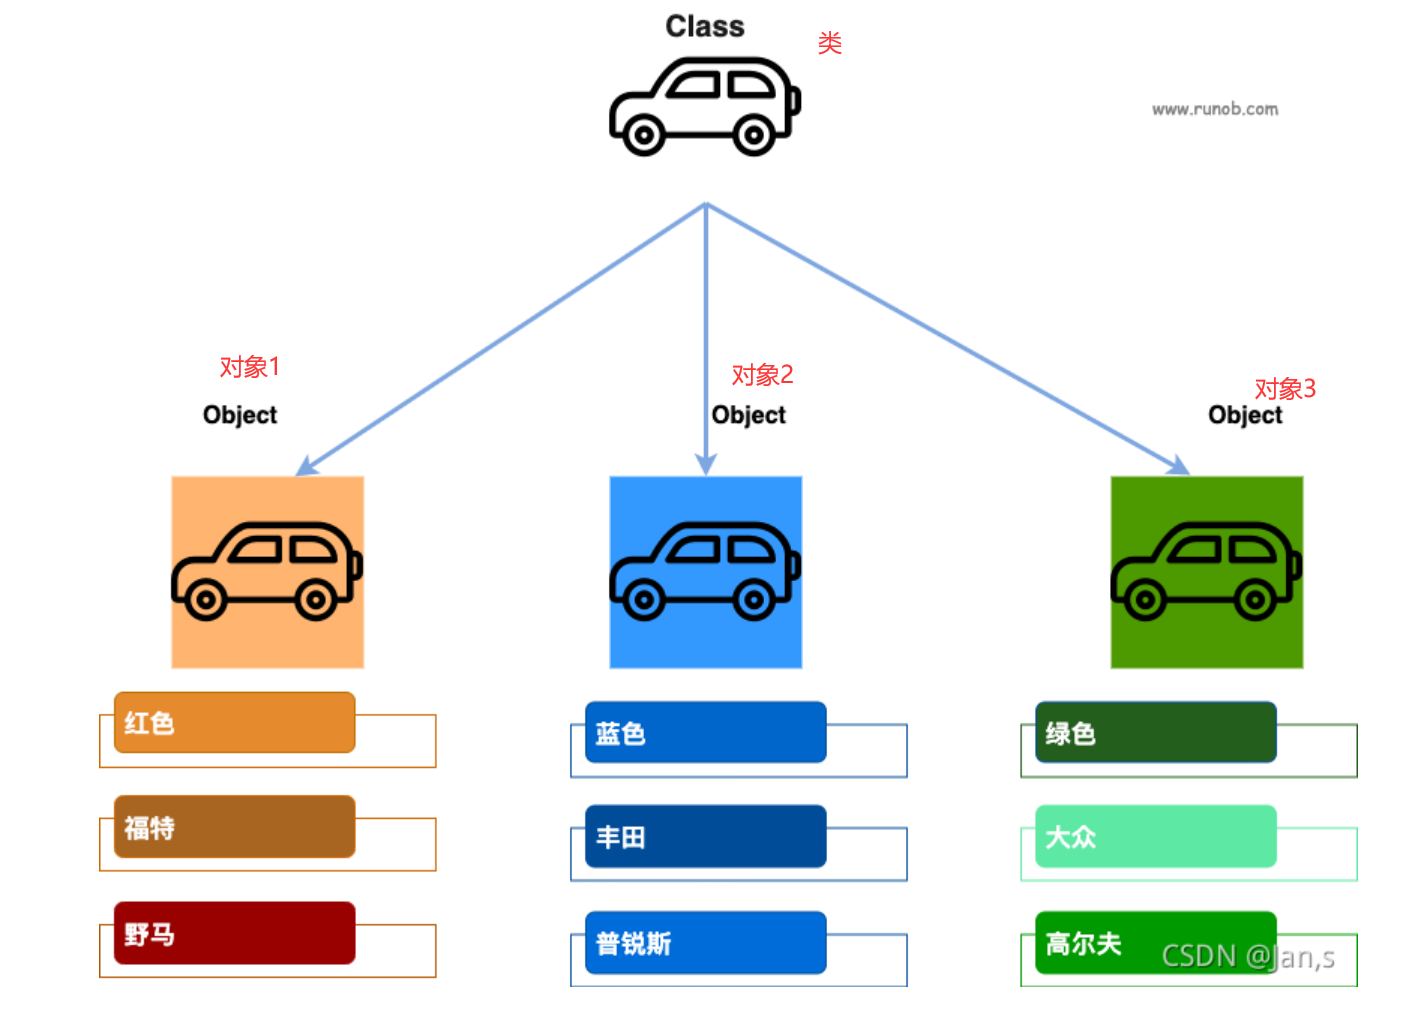 Class
类
www.runob.com
对象1
对象2
对象3
Object
Object
Object
红色
蓝色
绿色
福特
丰田
大众
野马
普锐斯
高尔夫
CSDN @Jan,s